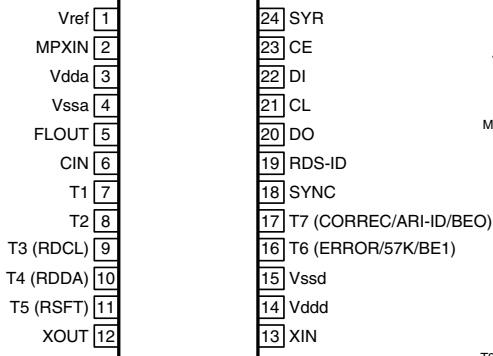 Vref 1
MPXIN 2
Vdda 3
Vssa 4
FLOUT 5
CIN 6
T1 7
T2 8
T3 (RDCL) 9
T4 (RDDA) 10
T5 (RSFT) 11
XOUT 12
24 SYR
23 CE
22 DI
21 CL
20 DO
19 RDS-ID
18 SYNC
17 T7 (CORREC/ARI-ID/BEO)
16 T6 (ERROR/57K/BE1)
15 Vssd
14 Vddd
13 XIN
M